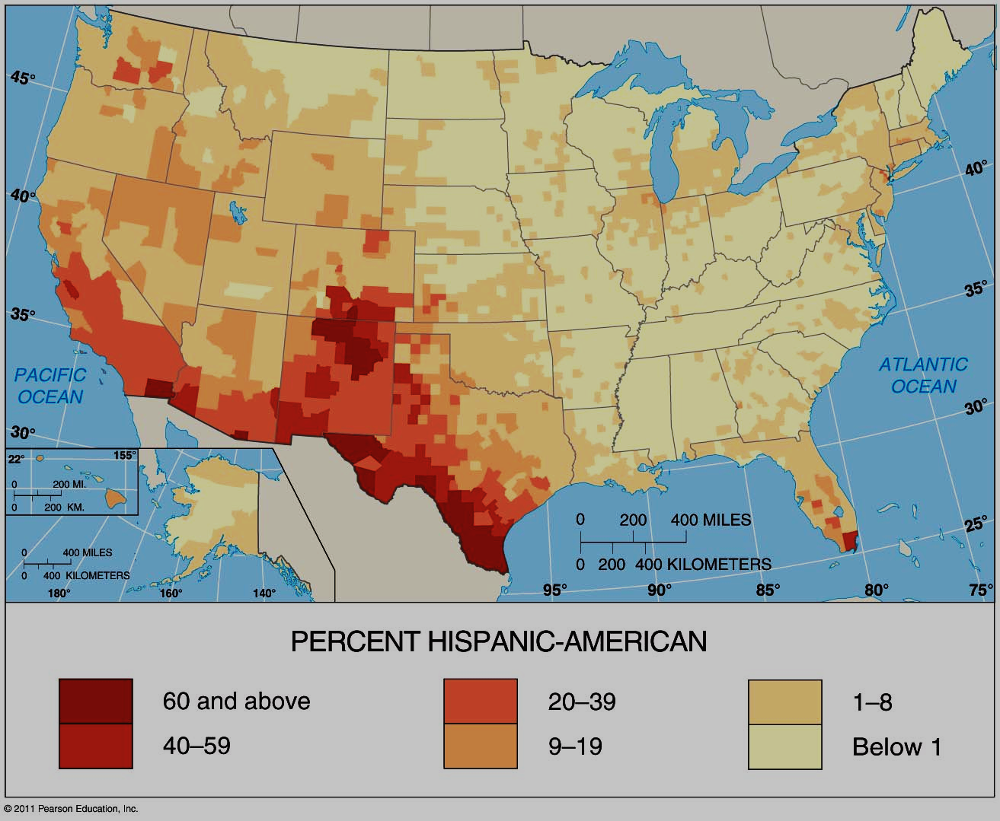 45°
40°
35°
30°
40°
35°
30°
25°
PACIFIC
OCEAN
ATLANTIC
OCEAN
22°
155°
0 200 MI.
0 200 KM.
0 400 MILES
0 400 KILOMETERS
0 200 400 MILES
0 200 400 KILOMETERS
180° 160° 140° 95° 90° 85° 80° 75°
PERCENT HISPANIC-AMERICAN
60 and above 20–39 1–8
40–59 9–19 Below 1
© 2011 Pearson Education, Inc.